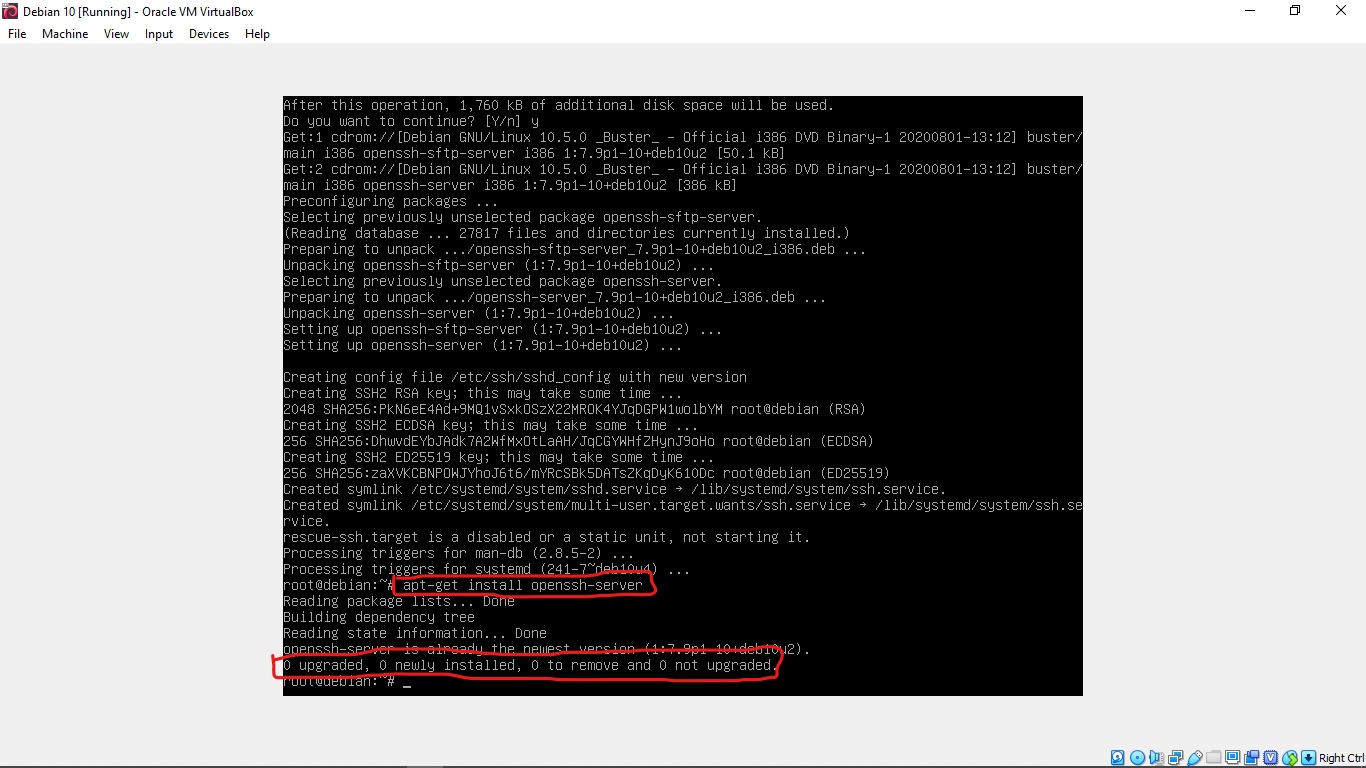 Debian 10 [Running] - Oracle VM VirtualBox
File Machine View Input Devices Help
After this operation, 1,760 kB of additional disk space will be used.
Do you want to continue? [Y/n] y
Get:1 cdrom://[Debian GNU/Linux 10.5.0 _Buster_ - Official i386 DVD Binary-1 20200801-13:12] buster/
main i386 openssh-sftp-server i386 1:7.9p1-10+deb10u2 [50.1 kB]
Get:2 cdrom://[Debian GNU/Linux 10.5.0 _Buster_ - Official i386 DVD Binary-1 20200801-13:12] buster/
main i386 openssh-server i386 1:7.9p1-10+deb10u2 [386 kB]
Preconfiguring packages ...
Selecting previously unselected package openssh-sftp-server.
(Reading database ... 27817 files and directories currently installed.)
Preparing to unpack .../openssh-sftp-server_7.9p1-10+deb10u2_i386.deb ...
Unpacking openssh-sftp-server (1:7.9p1-10+deb10u2) ...
Selecting previously unselected package openssh-server.
Preparing to unpack .../openssh-server_7.9p1-10+deb10u2_i386.deb ...
Unpacking openssh-server (1:7.9p1-10+deb10u2) ...
Setting up openssh-sftp-server (1:7.9p1-10+deb10u2) ...
Setting up openssh-server (1:7.9p1-10+deb10u2) ...
Creating config file /etc/ssh/sshd_config with new version
Creating SSH2 RSA key; this may take some time ...
2048 SHA256:PkN6eE4Ad+9MQ1vSxkOSzX22MROK4YJqDGPW1wolbYM root@debian (RSA)
Creating SSH2 ECDSA key; this may take some time ...
256 SHA256:DhwvdEYbJAdk7A2WfMxOtLaAH/JqCGYWHfZHynJ9oHo root@debian (ECDSA)
Creating SSH2 ED25519 key; this may take some time ...
256 SHA256:zaXVKCBNPOWJYhoJ6t6/mYRcSBk5DATsZKqDyK61ODc root@debian (ED25519)
Created symlink /etc/systemd/system/sshd.service → /lib/systemd/system/ssh.service.
Created symlink /etc/systemd/system/multi-user.target.wants/ssh.service → /lib/systemd/system/ssh.se
rvice.
rescue-ssh.target is a disabled or a static unit, not starting it.
Processing triggers for man-db (2.8.5-2) ...
Processing triggers for systemd (241-7~deb10u4) ...
root@debian:~# apt-get install openssh-server
Reading package lists... Done
Building dependency tree
Reading state information... Done
openssh-server is already the newest version (1:7.9p1-10+deb10u2).
0 upgraded, 0 newly installed, 0 to remove and 0 not upgraded.
root@debian:~# _
Right Ctrl